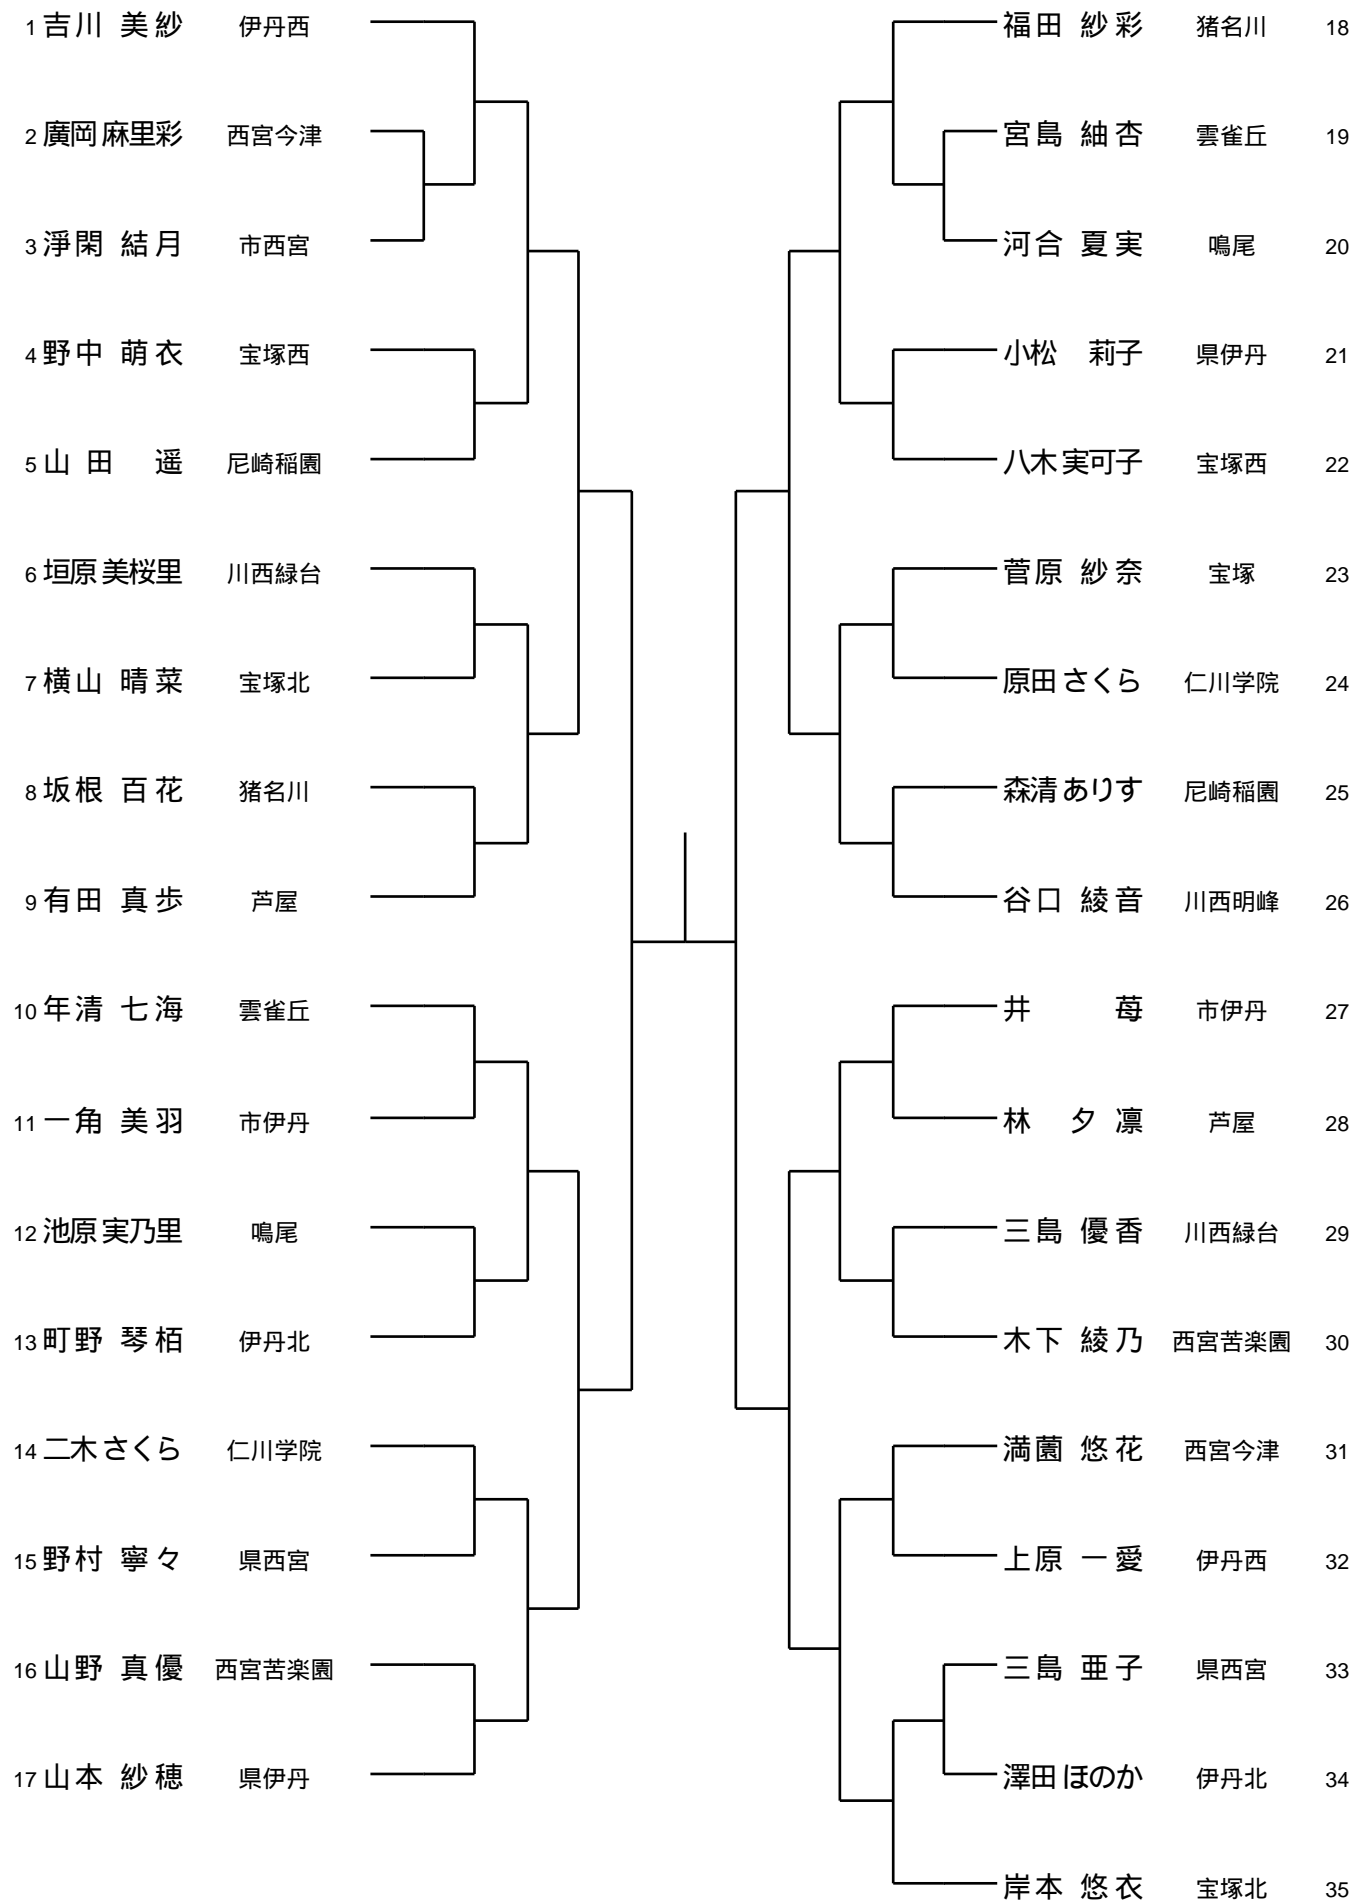 1 吉川 美紗 伊丹西
2 廣岡 麻里彩 西宮今津
3 淨閑 結月 市西宮
4 野中 萌衣 宝塚西
5 山田 遥 尼崎稲園
6 垣原 美桜里 川西緑台
7 横山 晴菜 宝塚北
8 坂根 百花 猪名川
9 有田 真歩 芦屋
10 年清 七海 雲雀丘
11 一角 美羽 市伊丹
12 池原 実乃里 鳴尾
13 町野 琴栢 伊丹北
14 二木 さくら 仁川学院
15 野村 寧々 県西宮
16 山野 真優 西宮苦楽園
17 山本 紗穂 県伊丹
福田 紗彩 猪名川 18
宮島 紬杏 雲雀丘 19
河合 夏実 鳴尾 20
小松 莉子 県伊丹 21
八木 実可子 宝塚西 22
菅原 紗奈 宝塚 23
原田 さくら 仁川学院 24
森清 ありす 尼崎稲園 25
谷口 綾音 川西明峰 26
井 苺 市伊丹 27
林 夕凛 芦屋 28
三島 優香 川西緑台 29
木下 綾乃 西宮苦楽園 30
満薗 悠花 西宮今津 31
上原 一愛 伊丹西 32
三島 亜子 県西宮 33
澤田 ほのか 伊丹北 34
岸本 悠衣 宝塚北 35